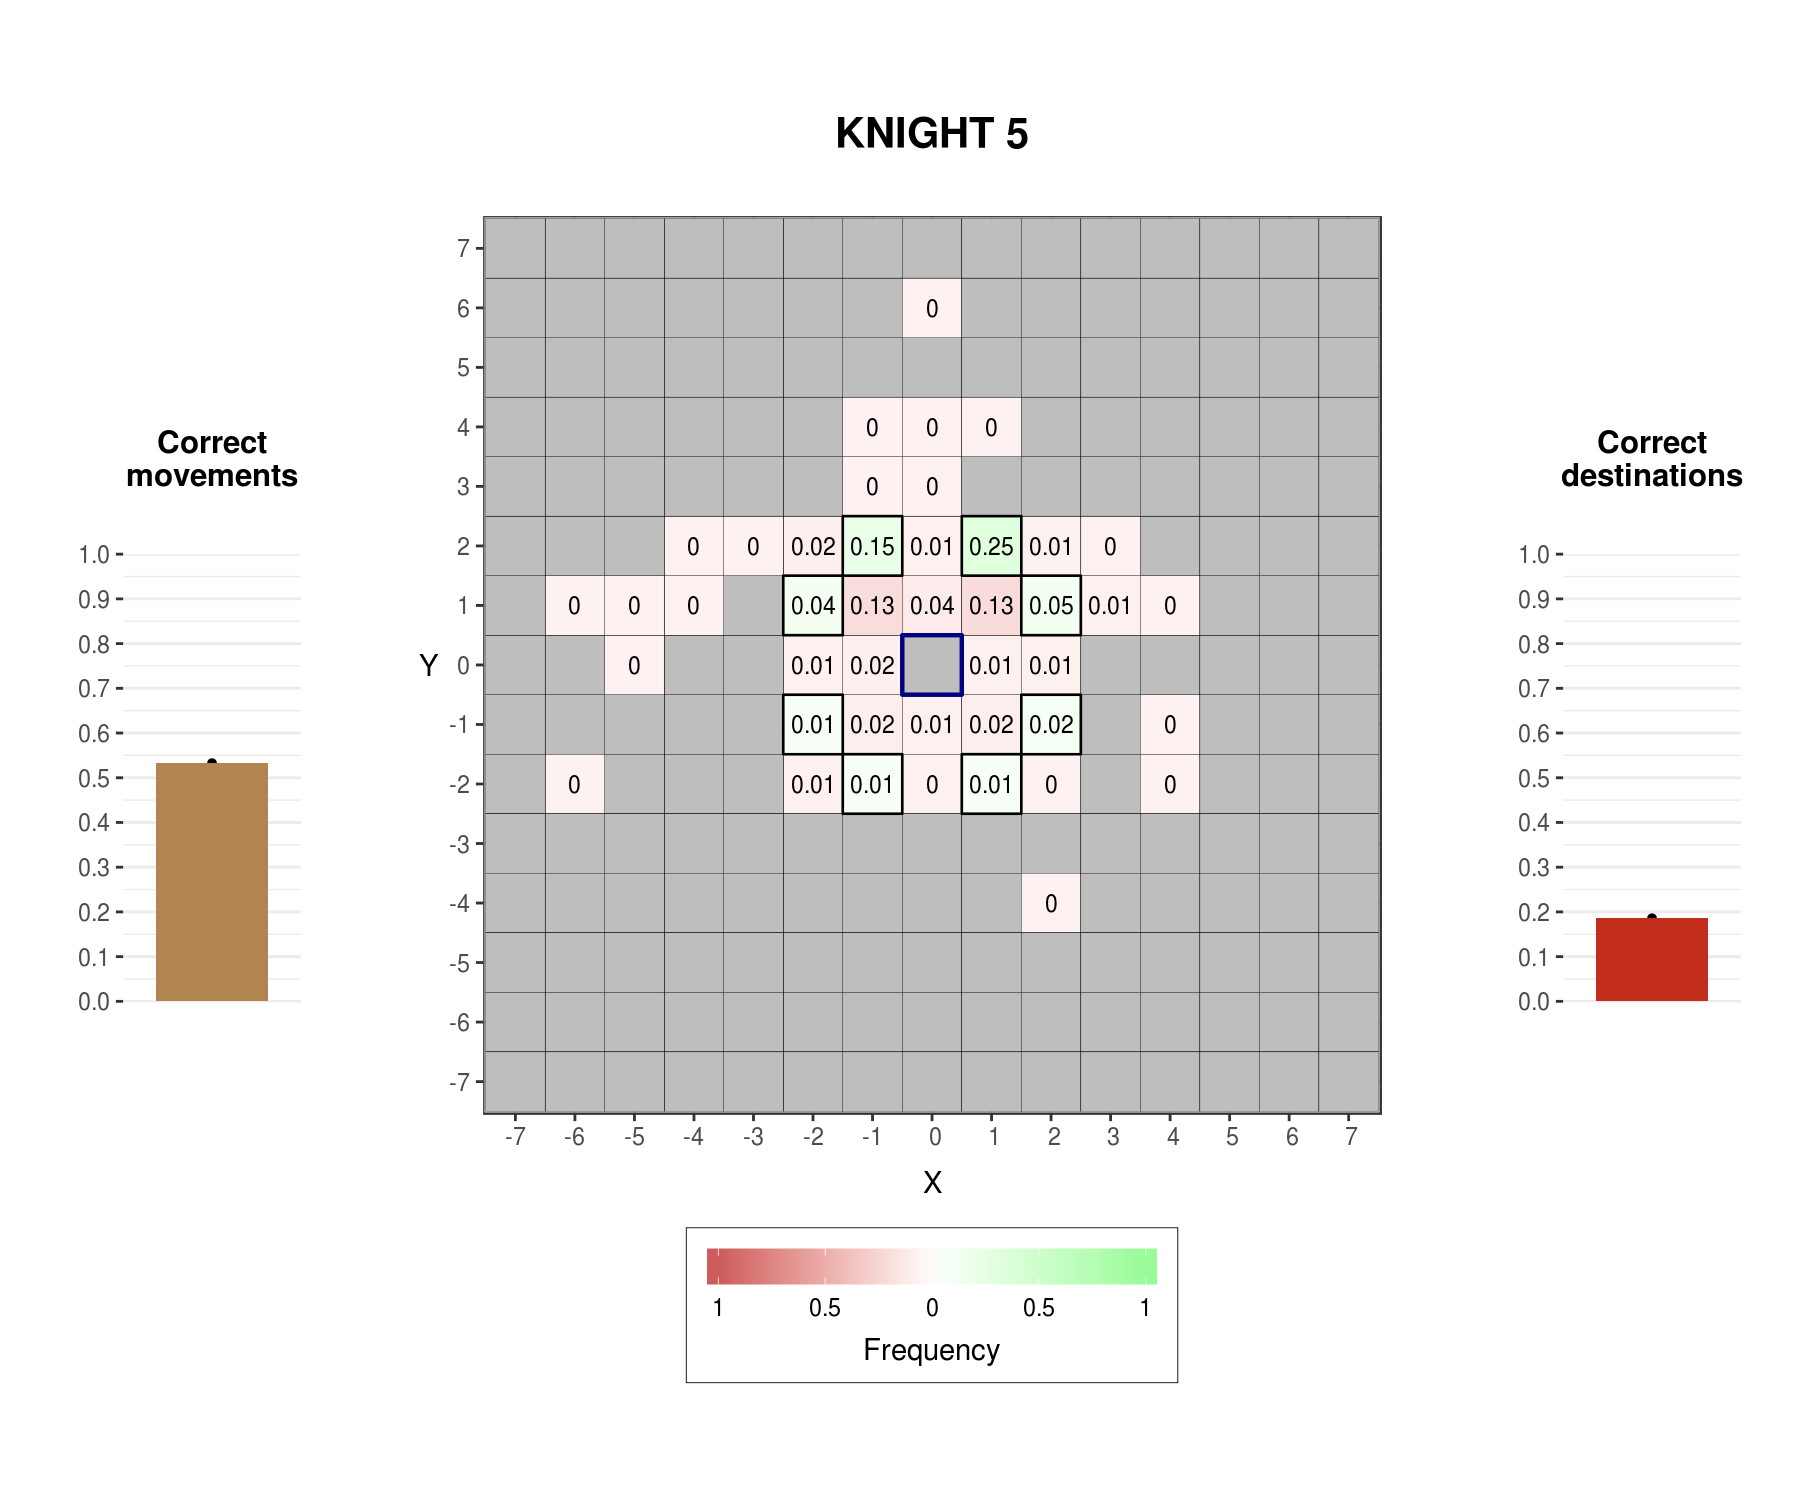 KNIGHT 5
Correct
movements
1.0
0.9
0.8
0.7
0.6
0.5
0.4
0.3
0.2
0.1
0.0
Y
7
6 0
5
4 0 0 0
3 0 0
2 0 0 0.02 0.15 0.01 0.25 0.01 0
1 0 0 0 0.04 0.13 0.04 0.13 0.05 0.01 0
0 0 0.01 0.02 0.01 0.01
-1 0.01 0.02 0.01 0.02 0.02 0
-2 0 0.01 0.01 0 0.01 0 0
-3
-4 0
-5
-6
-7
-7 -6 -5 -4 -3 -2 -1 0 1 2 3 4 5 6 7
X
1 0.5 0 0.5 1
Frequency
Correct
destinations
1.0
0.9
0.8
0.7
0.6
0.5
0.4
0.3
0.2
0.1
0.0